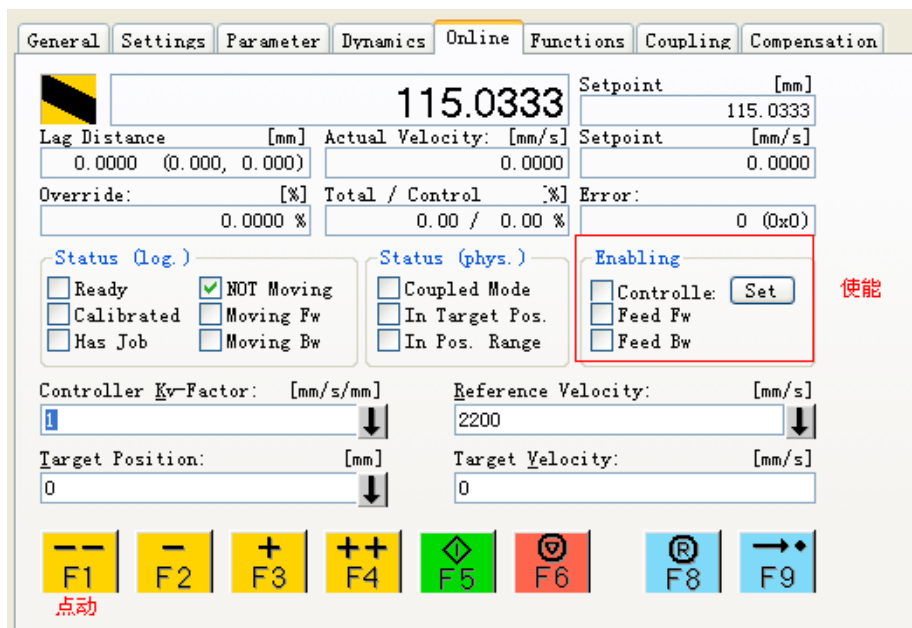 General Settings Parameter Dynamics Online Functions Coupling Compensation
115.0333
Setpoint [mm]
115.0333
Lag Distance [mm] Actual Velocity: [mm/s] Setpoint [mm/s]
0.0000 (0.000, 0.000) 0.0000 0.0000
Override: [%] Total / Control %] Error:
0.0000 % 0.00 / 0.00 % 0 (0x0)
Status (log.) Status (phys.) Enabling
Ready NOT Moving Coupled Mode Controlle: Set 使能
Calibrated Moving Fw In Target Pos. Feed Fw
Has Job Moving Bw In Pos. Range Feed Bw
Controller Kv-Factor: [mm/s/mm] Reference Velocity: [mm/s]
1 2200
Target Position: [mm] Target Velocity: [mm/s]
0 0
-- - + ++ R
F1 F2 F3 F4 F5 F6 F8 F9
点动